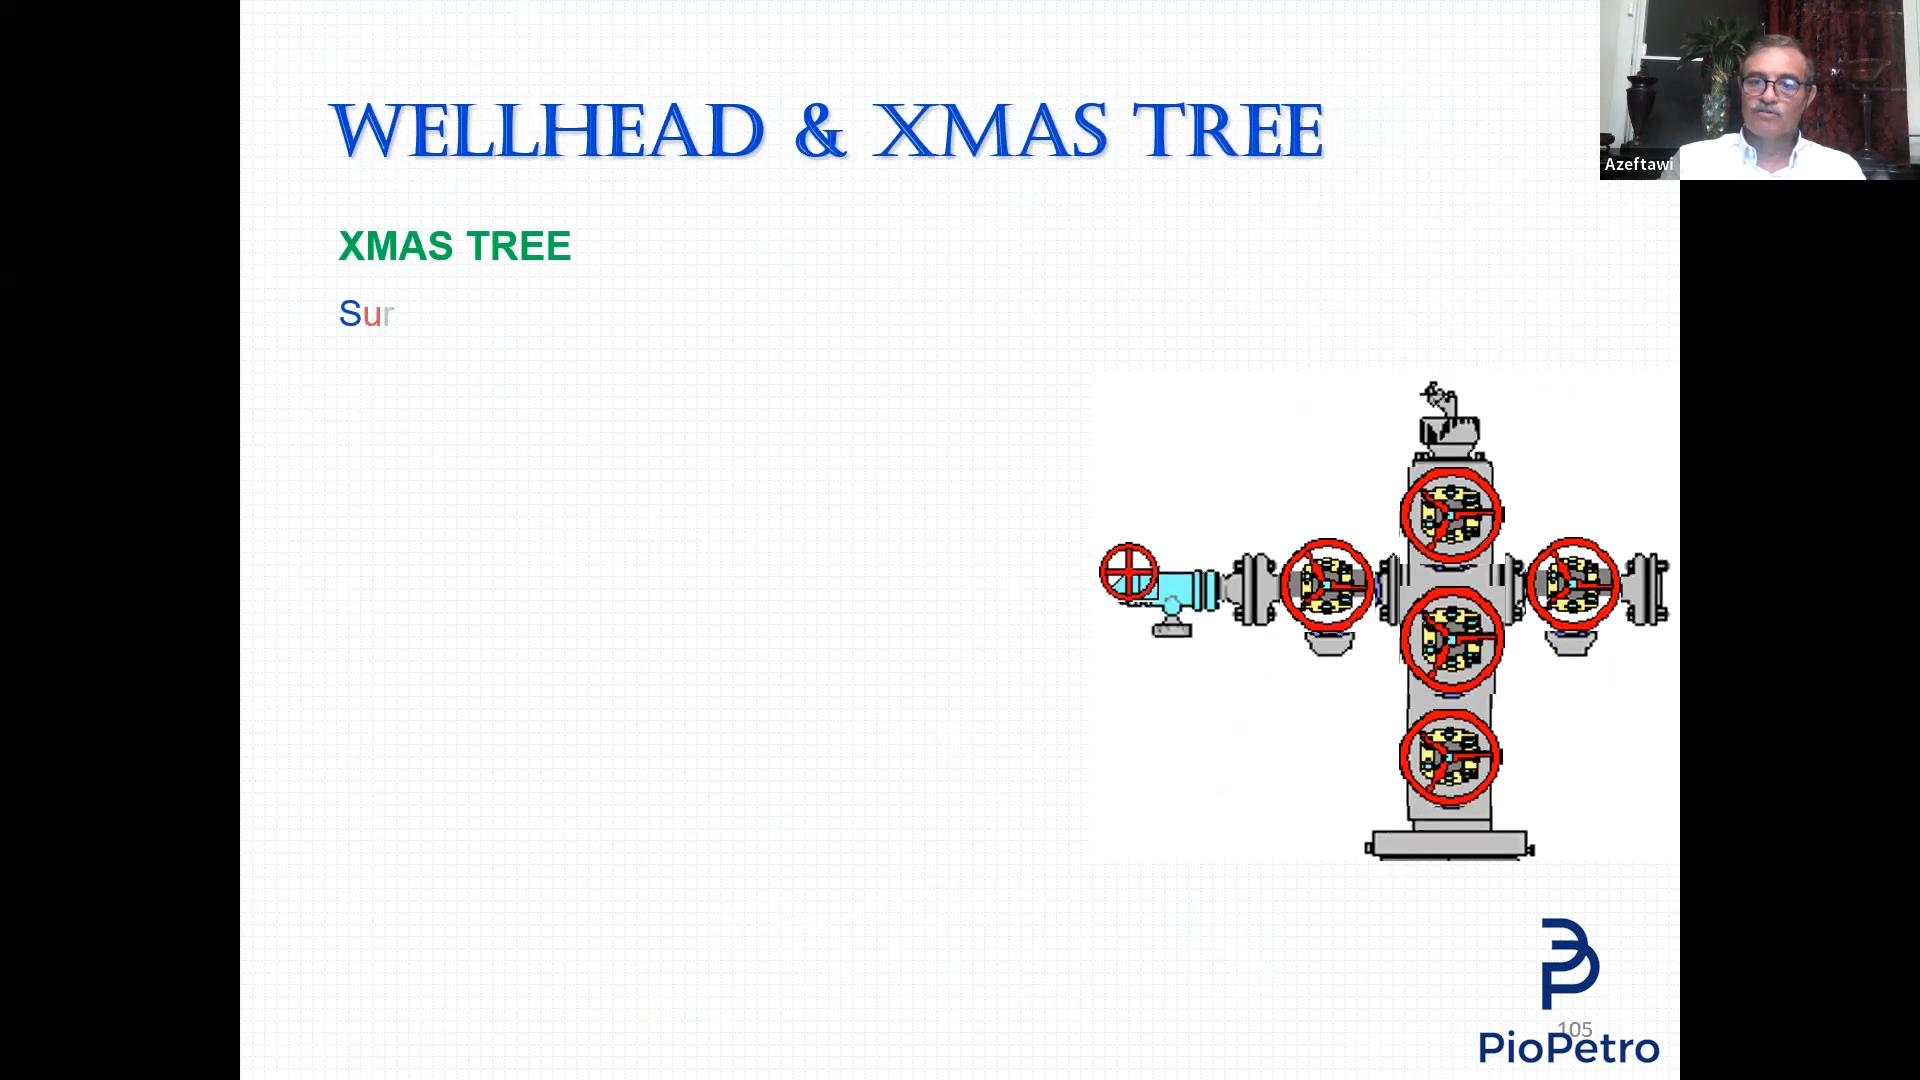 WELLHEAD & XMAS TREE
Azeftawi
XMAS TREE
Sur
105
PioPetro